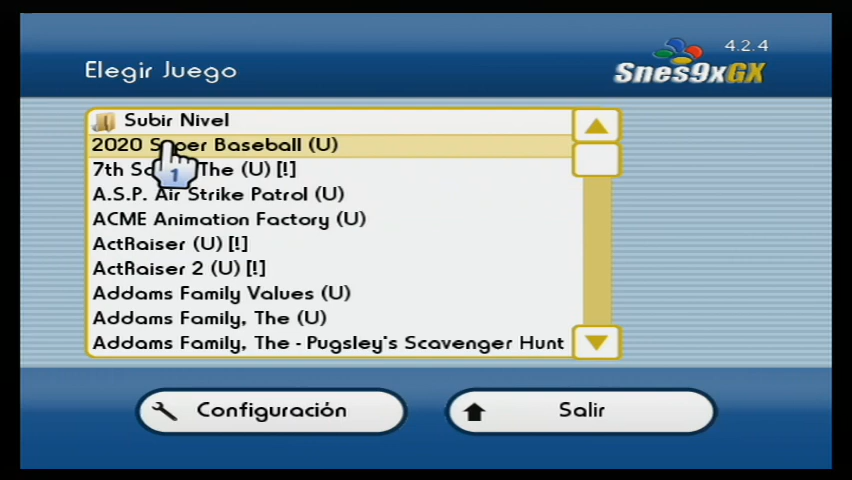 4.2.4
Elegir Juego
Snes9xGX
Subir Nivel
2020 Super Baseball (U)
7th The (U) [!]
A.S.P. Air Strike Patrol (U)
ACME Animation Factory (U)
ActRaiser (U) [!]
ActRaiser 2 (U) [!]
Addams Family Values (U)
Addams Family, The (U)
Addams Family, The - Pugsley's Scavenger Hunt
1
Configuración
Salir